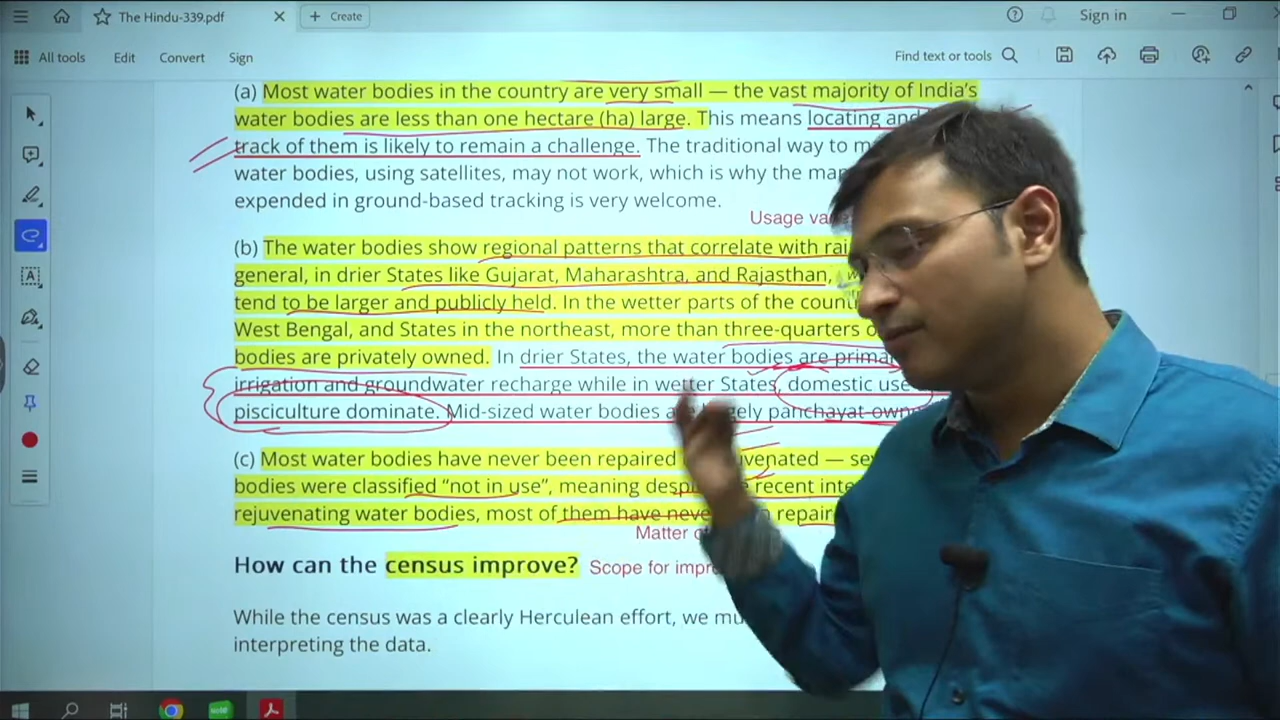 The Hindu-339.pdf
Create
Sign in
All tools
Edit
Convert
Sign
Find text or tools
(a) Most water bodies in the country are very small — the vast majority of India's
water bodies are less than one hectare (ha) large. This means locating and
track of them is likely to remain a challenge. The traditional way to
water bodies, using satellites, may not work, which is why the
expended in ground-based tracking is very welcome.
Usage
(b) The water bodies show regional patterns that correlate with
general, in drier States like Gujarat, Maharashtra, and Rajasthan,
tend to be larger and publicly held. In the wetter parts of the
West Bengal, and States in the northeast, more than three-quarters
bodies are privately owned. In drier States, the water bodies are
irrigation and groundwater recharge while in wetter States, domestic use
pisciculture dominate. Mid-sized water bodies are largely
(c) Most water bodies have never been repaired —
bodies were classified “not in use”, meaning despite recent
rejuvenating water bodies, most of them have never
Matter
How can the census improve? Scope for
While the census was a clearly Herculean effort, we
interpreting the data.